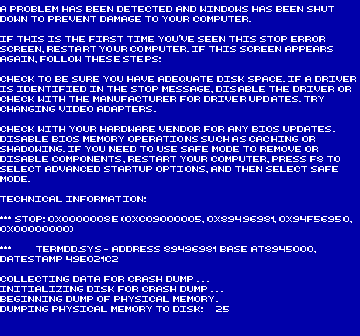 A PROBLEM HAS BEEN DETECTED AND WINDOWS HAS BEEN SHUT
DOWN TO PREVENT DAMAGE TO YOUR COMPUTER.
IF THIS IS THE FIRST TIME YOU'VE SEEN THIS STOP ERROR
SCREEN, RESTART YOUR COMPUTER. IF THIS SCREEN APPEARS
AGAIN, FOLLOW THESE STEPS:
CHECK TO BE SURE YOU HAVE ADEQUATE DISK SPACE. IF A DRIVER
IS IDENTIFIED IN THE STOP MESSAGE, DISABLE THE DRIVER OR
CHECK WITH THE MANUFACTURER FOR DRIVER UPDATES. TRY
CHANGING VIDEO ADAPTERS.
CHECK WITH YOUR HARDWARE VENDOR FOR ANY BIOS UPDATES.
DISABLE BIOS MEMORY OPERATIONS SUCH AS CACHING OR
SHADOWING. IF YOU NEED TO USE SAFE MODE TO REMOVE OR
DISABLE COMPONENTS, RESTART YOUR COMPUTER, PRESS F8 TO
SELECT ADVANCED STARTUP OPTIONS, AND THEN SELECT SAFE
MODE.
TECHNICAL INFORMATION:
*** STOP: 0X0000008E (0XC09000005, 0X89496981, 0X94F56950,
0X00000000)
*** TERMDD.SYS - ADDRESS 89496981 BASE AT8945000,
DATESTAMP 49E021C2
COLLECTING DATA FOR CRASH DUMP ...
INITIALIZING DISK FOR CRASH DUMP ...
BEGINNING DUMP OF PHYSICAL MEMORY.
DUMPING PHYSICAL MEMORY TO DISK: 25